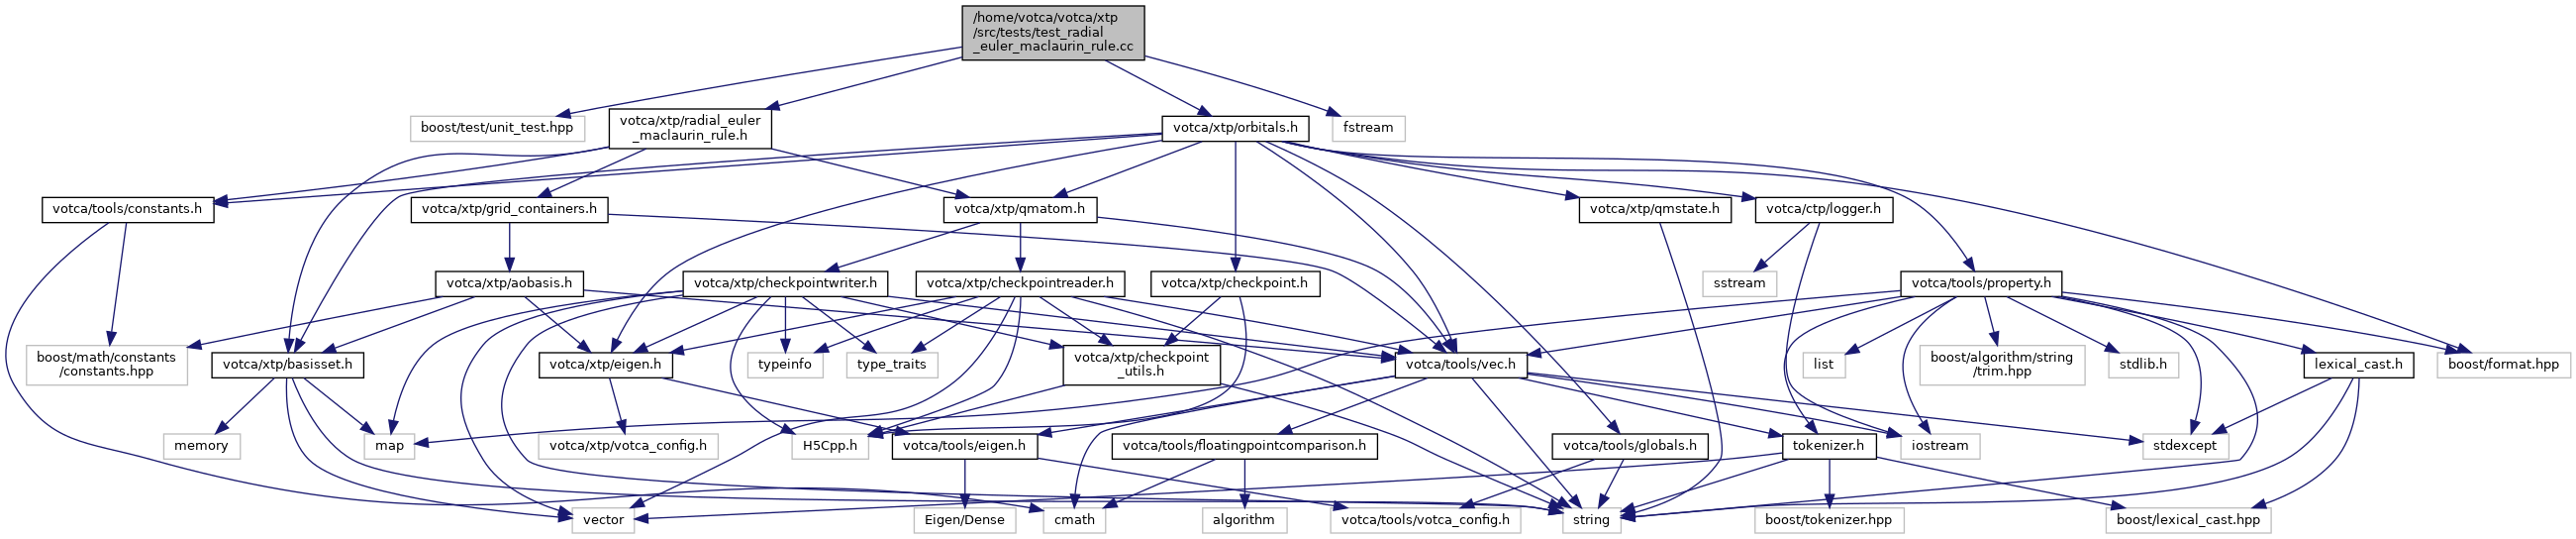 /home/votca/votca/xtp
/src/tests/test_radial
_euler_maclaurin_rule.cc
boost/test/unit_test.hpp
votca/xtp/radial_euler
_maclaurin_rule.h
votca/xtp/orbitals.h
fstream
votca/tools/constants.h
votca/xtp/grid_containers.h
votca/xtp/qmatom.h
votca/xtp/qmstate.h
votca/ctp/logger.h
votca/xtp/aobasis.h
votca/xtp/checkpointwriter.h
votca/xtp/checkpointreader.h
votca/xtp/checkpoint.h
sstream
votca/tools/property.h
boost/math/constants
/constants.hpp
votca/xtp/basisset.h
votca/xtp/eigen.h
typeinfo
type_traits
votca/xtp/checkpoint
_utils.h
votca/tools/vec.h
list
boost/algorithm/string
/trim.hpp
stdlib.h
lexical_cast.h
boost/format.hpp
memory
map
votca/xtp/votca_config.h
H5Cpp.h
votca/tools/eigen.h
votca/tools/floatingpointcomparison.h
votca/tools/globals.h
tokenizer.h
iostream
stdexcept
vector
Eigen/Dense
cmath
algorithm
votca/tools/votca_config.h
string
boost/tokenizer.hpp
boost/lexical_cast.hpp